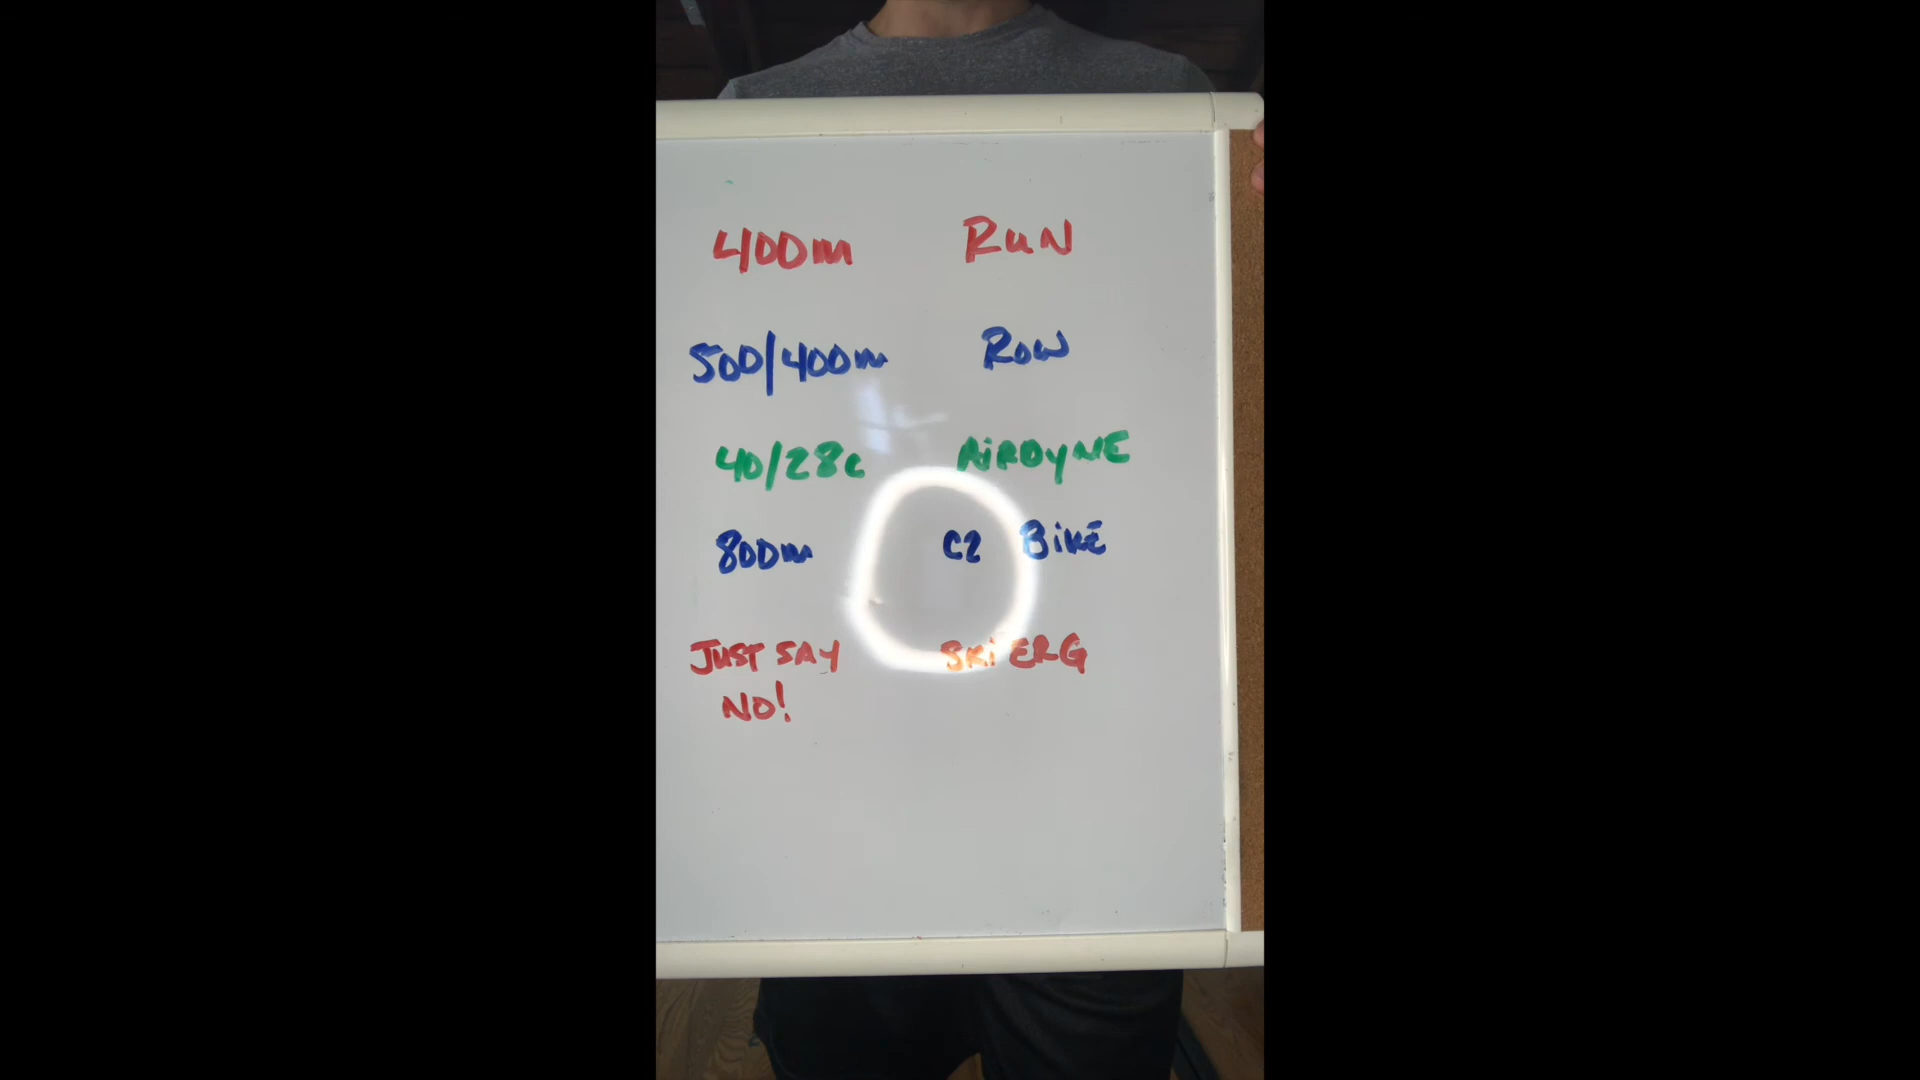 400m RuN
500/400m Row
40/28c AiRDyNE
800m C2 BiKE
JUST SAY SKi ERG
NO!